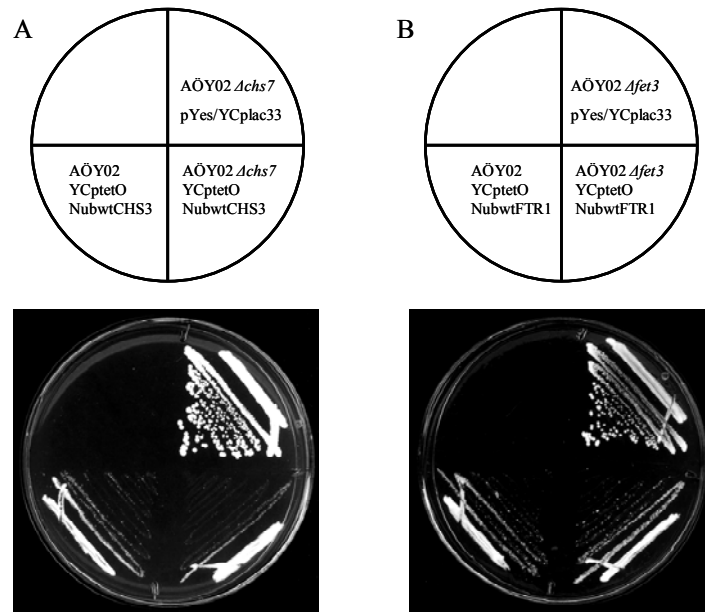 A
B
AÖY02 Δchs7
pYes/YCplac33
AÖY02
YCptetO
NubwtCHS3
AÖY02 Δchs7
YCptetO
NubwtCHS3
AÖY02 Δfet3
pYes/YCplac33
AÖY02
YCptetO
NubwtFTR1
AÖY02 Δfet3
YCptetO
NubwtFTR1